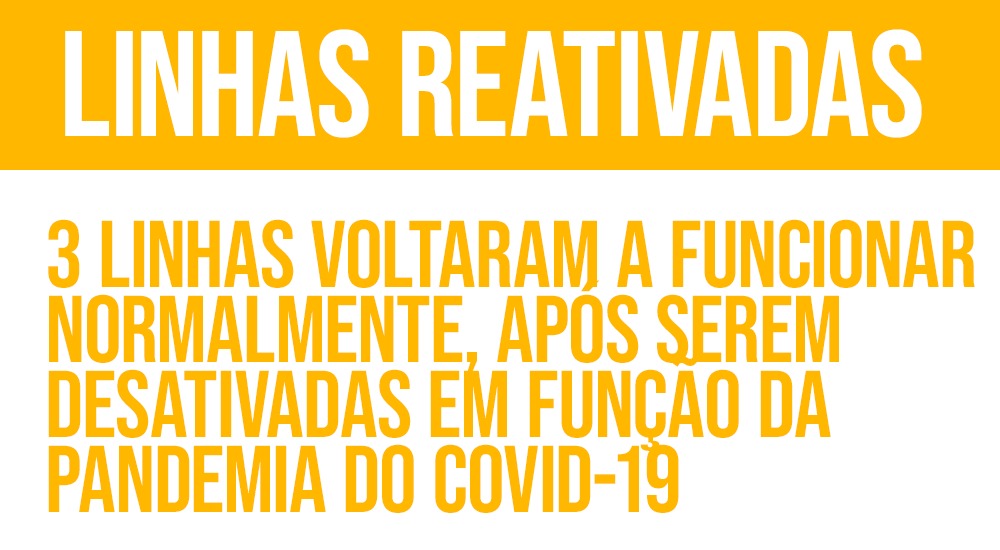 LINHAS REATIVADAS
3 LINHAS VOLTARAM A FUNCIONAR
NORMALMENTE, APÓS SEREM
DESATIVADAS EM FUNÇÃO DA
PANDEMIA DO COVID-19